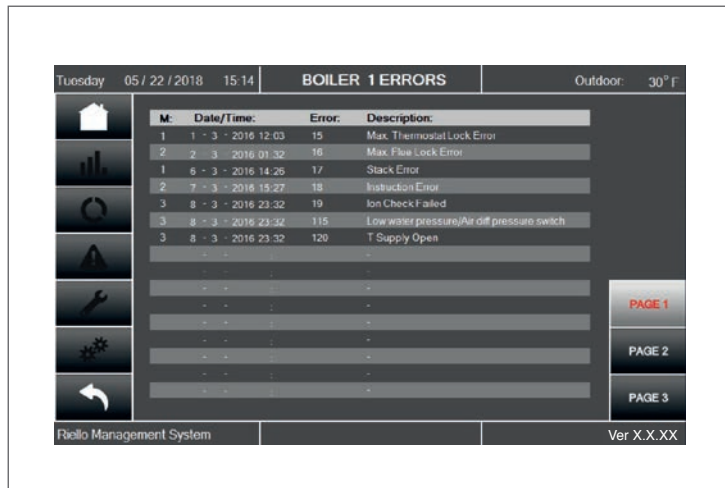 Tuesday 05 / 22 / 2018 15:14 BOILER 1 ERRORS Outdoor: 30° F
M: Date/Time: Error: Description:
1 1 - 3 - 2016 12:03 15 Max. Thermostat Lock Error
2 2 - 3 - 2016 01:32 16 Max. Flue Lock Error
1 6 - 3 - 2016 14:26 17 Stack Error
2 7 - 3 - 2016 15:27 18 Instruction Error
3 8 - 3 - 2016 23:32 19 Ion Check Failed
3 8 - 3 - 2016 23:32 115 Low water pressure/Air diff pressure switch
3 8 - 3 - 2016 23:32 120 T Supply Open
- - : -
- - : -
- - : -
- - : -
- - : -
- - : -
- - : -
- - : -
- - : -
PAGE 1
PAGE 2
PAGE 3
Riello Management System Ver X.X.XX